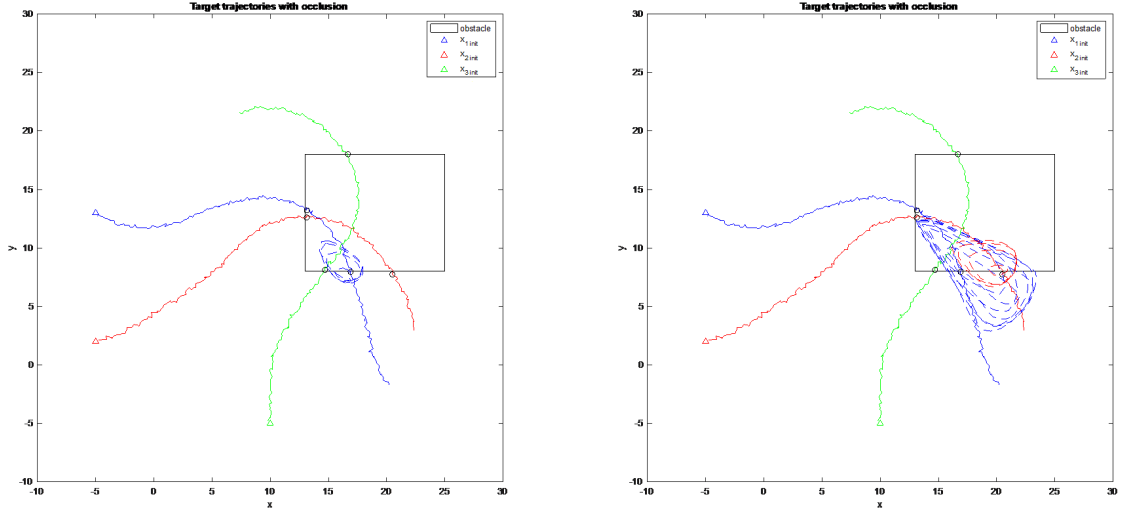 Target trajectories with occlusion
30
25
20
15
10
5
0
-5
-10
y
-10 -5 0 5 10 15 20 25 30
x
obstacle
x1 init
x2 init
x3 init
Target trajectories with occlusion
30
25
20
15
10
5
0
-5
-10
y
-10 -5 0 5 10 15 20 25 30
x
obstacle
x1 init
x2 init
x3 init